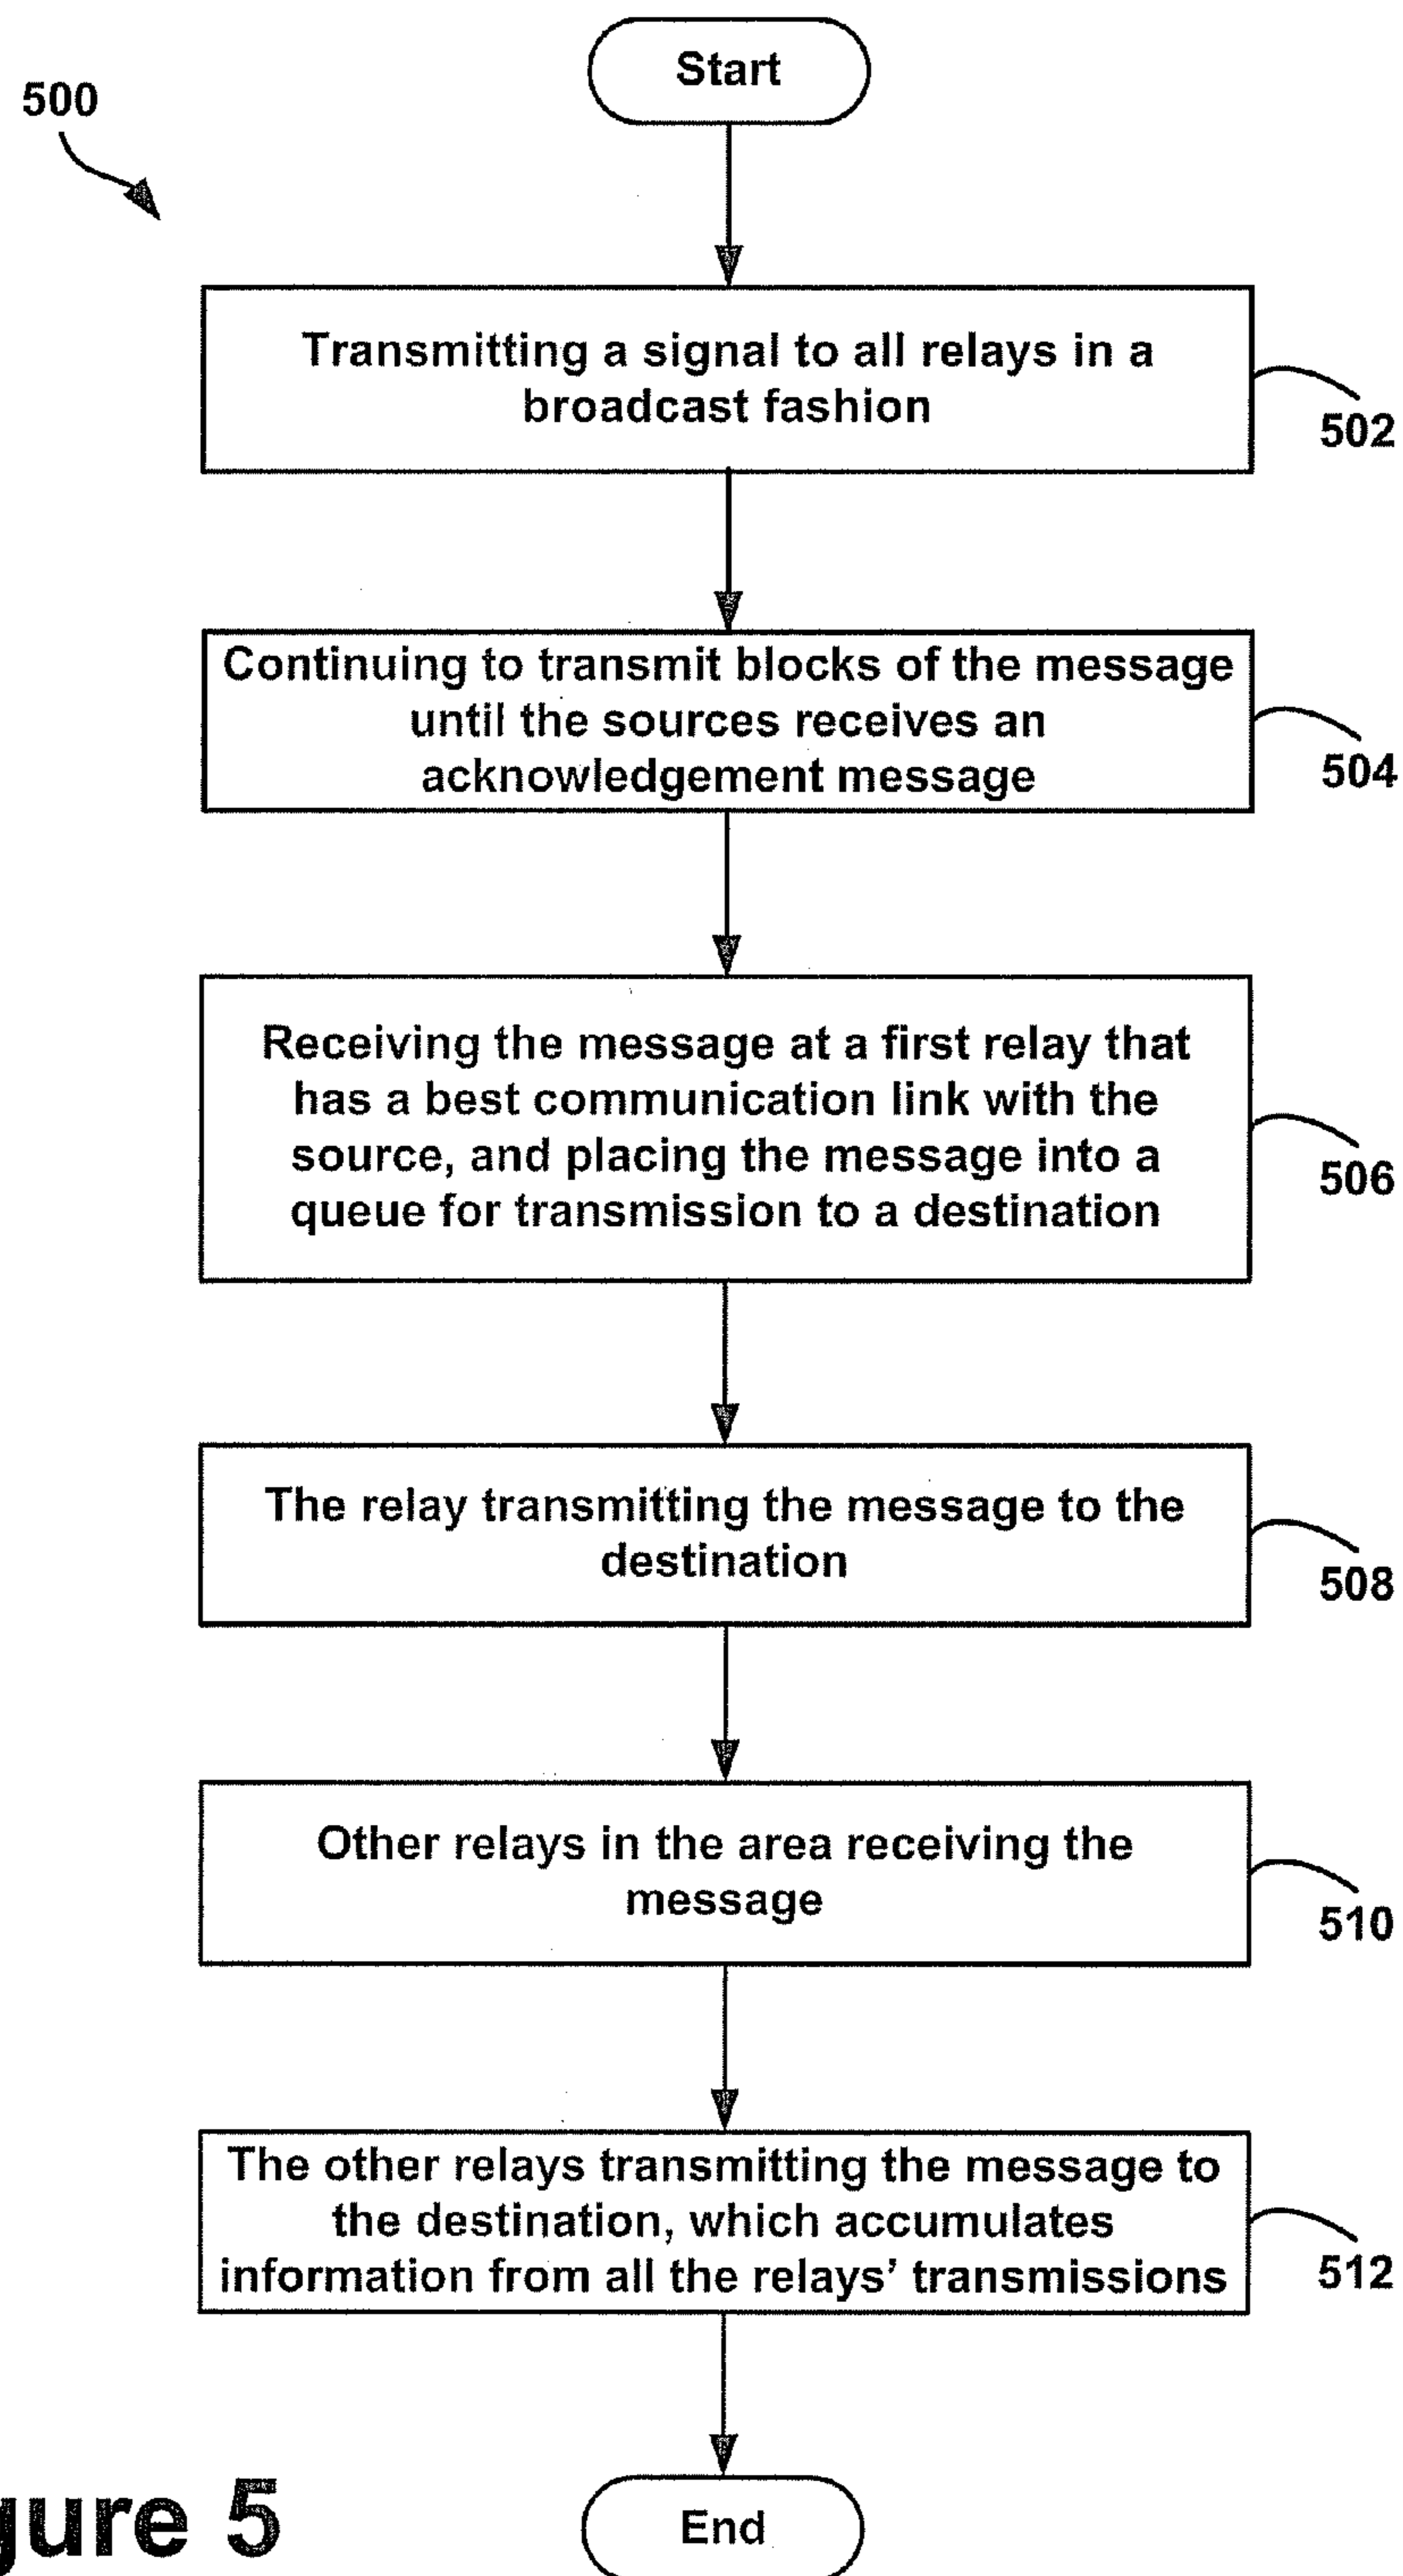 Start
500
Transmitting a signal to all relays in a
broadcast fashion
502
Continuing to transmit blocks of the message
until the sources receives an
acknowledgement message
504
Receiving the message at a first relay that
has a best communication link with the
source, and placing the message into a
queue for transmission to a destination
506
The relay transmitting the message to the
destination
508
Other relays in the area receiving the
message
510
The other relays transmitting the message to
the destination, which accumulates
information from all the relays' transmissions
512
End
gure 5